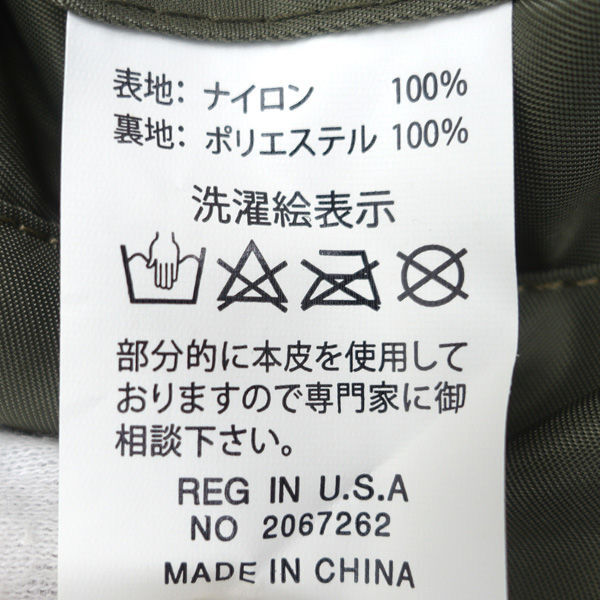 表地: ナイロン 100%
裏地: ポリエステル 100%
洗濯絵表示
部分的に本皮を使用して
おりますので専門家に御
相談下さい。
REG IN U.S.A
NO 2067262
MADE IN CHINA